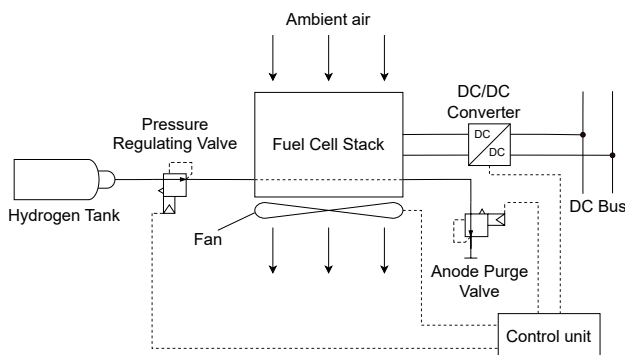 Ambient air
DC/DC
Converter
Pressure
Regulating Valve
Fuel Cell Stack
DC
DC
Hydrogen Tank
DC Bus
Fan
Anode Purge
Valve
Control unit